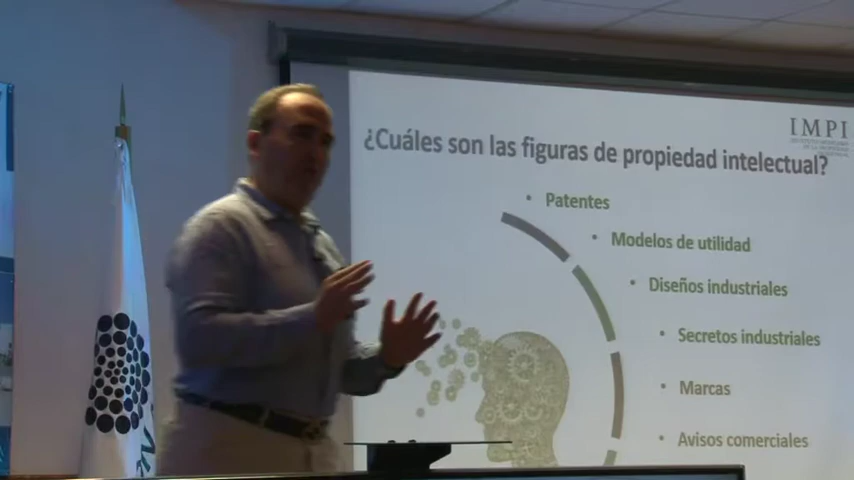 IMPI
¿Cuáles son las figuras de propiedad intelectual?
• Patentes
• Modelos de utilidad
• Diseños industriales
• Secretos industriales
• Marcas
• Avisos comerciales